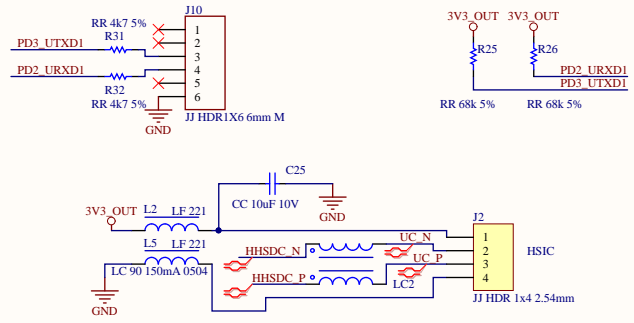 J10
RR 4k7 5%
R31
PD3_UTXD1
PD2_URXD1
R32
RR 4k7 5%
1
2
3
4
5
6
GND
JJ HDR1X6 6mm M
3V3_OUT 3V3_OUT
R25 R26
PD2_URXD1
PD3_UTXD1
RR 68k 5% RR 68k 5%
C25
CC 10uF 10V
GND
3V3_OUT
L2 LF 221
L5 LF 221
LC 90 150mA 0504
GND
HHSDC_N
HHSDC_P
LC2
UC_N
UC_P
J2
1
2
3
4
HSIC
JJ HDR 1x4 2.54mm